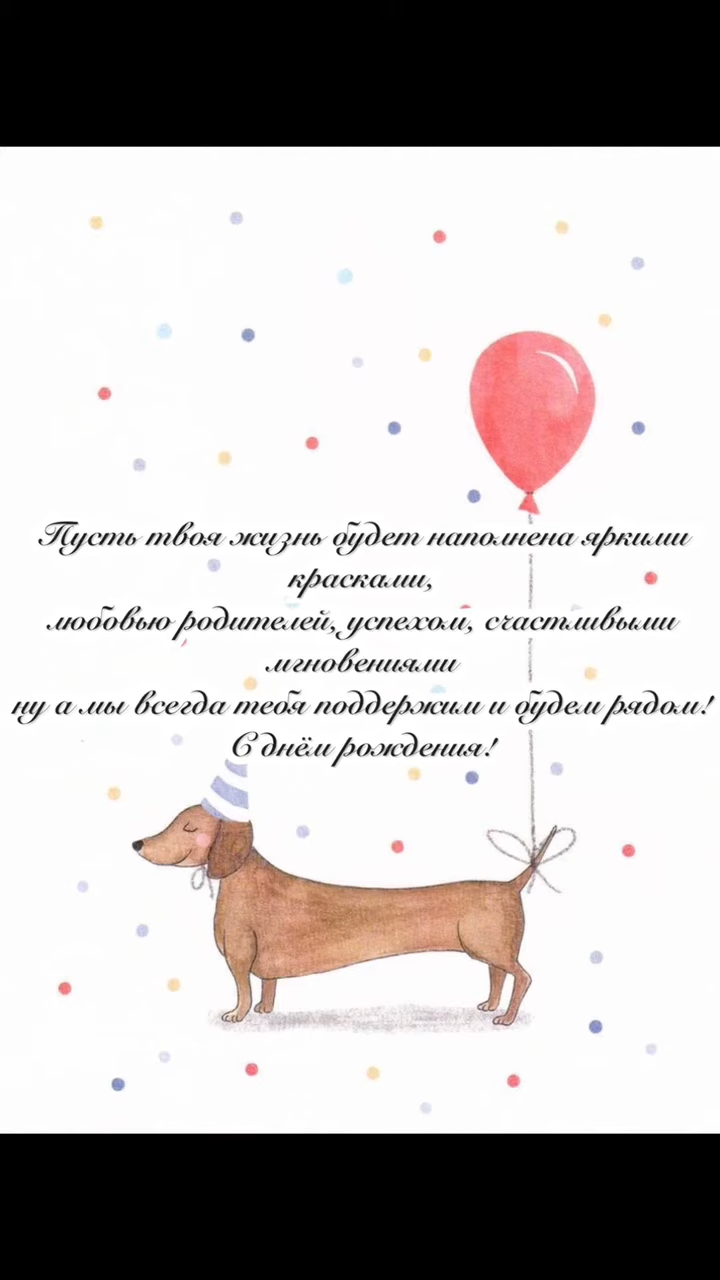 Пусть твоя жизнь будет наполнена яркими
красками,
любовью родителей, успехом, счастливыми
мгновениями
ну а мы всегда тебя поддержим и будем рядом!
С днём рождения!